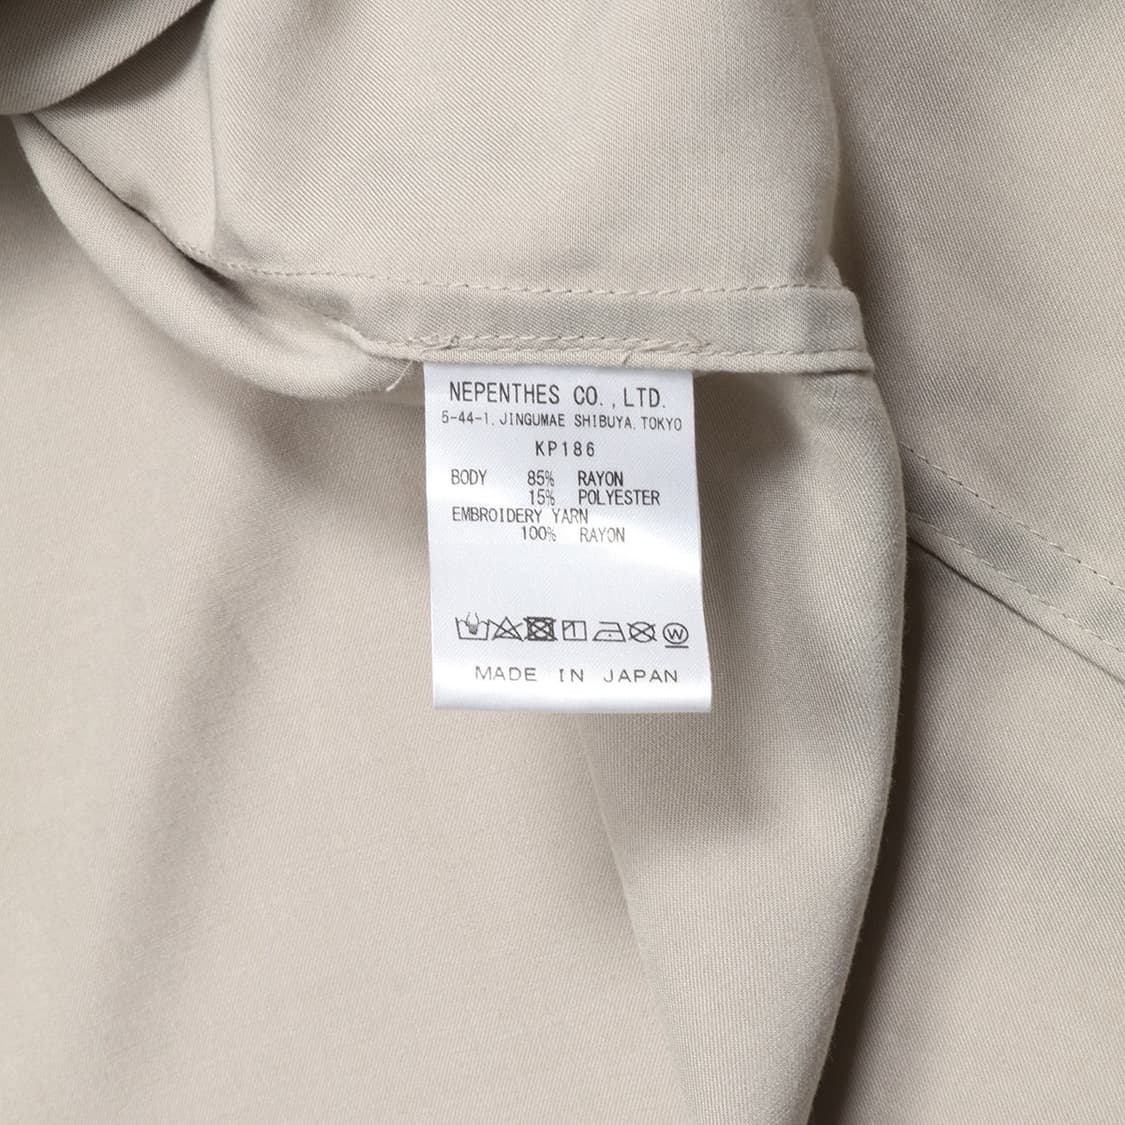 NEPENTHES CO.,LTD.
5-44-1, JINGUMAE SHIBUYA, TOKYO
KP186
BODY 85% RAYON
15% POLYESTER
EMBROIDERY YARN
100% RAYON
W
MADE IN JAPAN